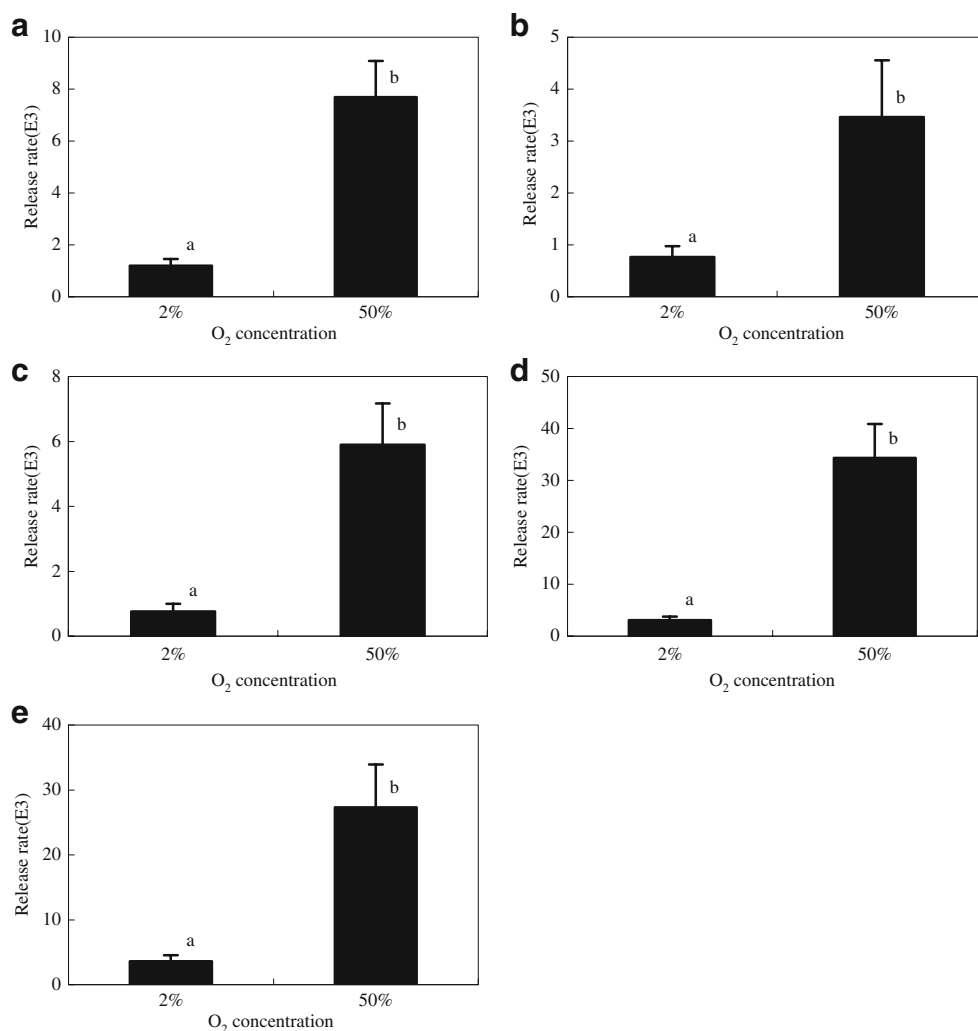 a
10
8
6
4
2
0
Release rate(E3)
a
b
2%
50%
O2 concentration
b
5
4
3
2
1
0
Release rate(E3)
a
b
2%
50%
O2 concentration
c
8
6
4
2
0
Release rate(E3)
a
b
2%
50%
O2 concentration
d
50
40
30
20
10
0
Release rate(E3)
a
b
2%
50%
O2 concentration
e
40
30
20
10
0
Release rate(E3)
a
b
2%
50%
O2 concentration